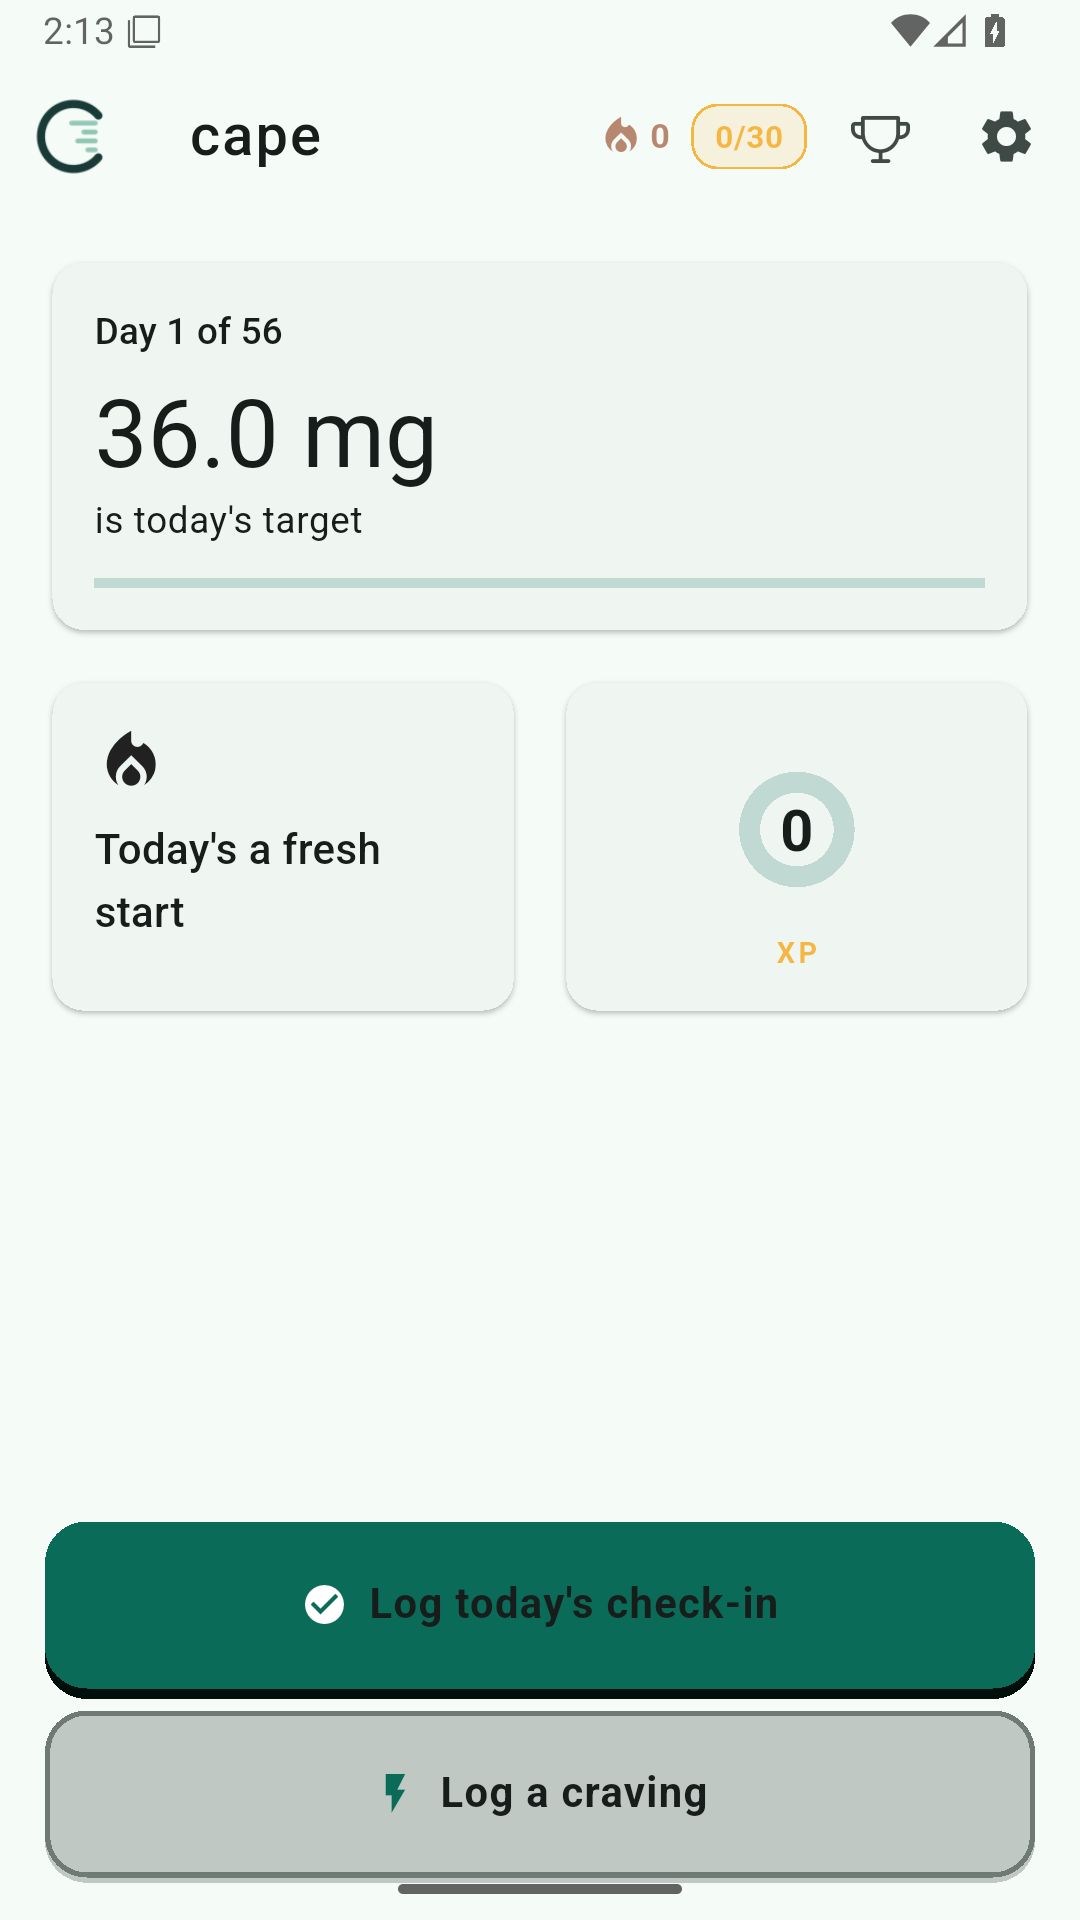 2:13
cape
0
0/30
Day 1 of 56
36.0 mg
is today's target
Today's a fresh
start
0
XP
Log today's check-in
Log a craving